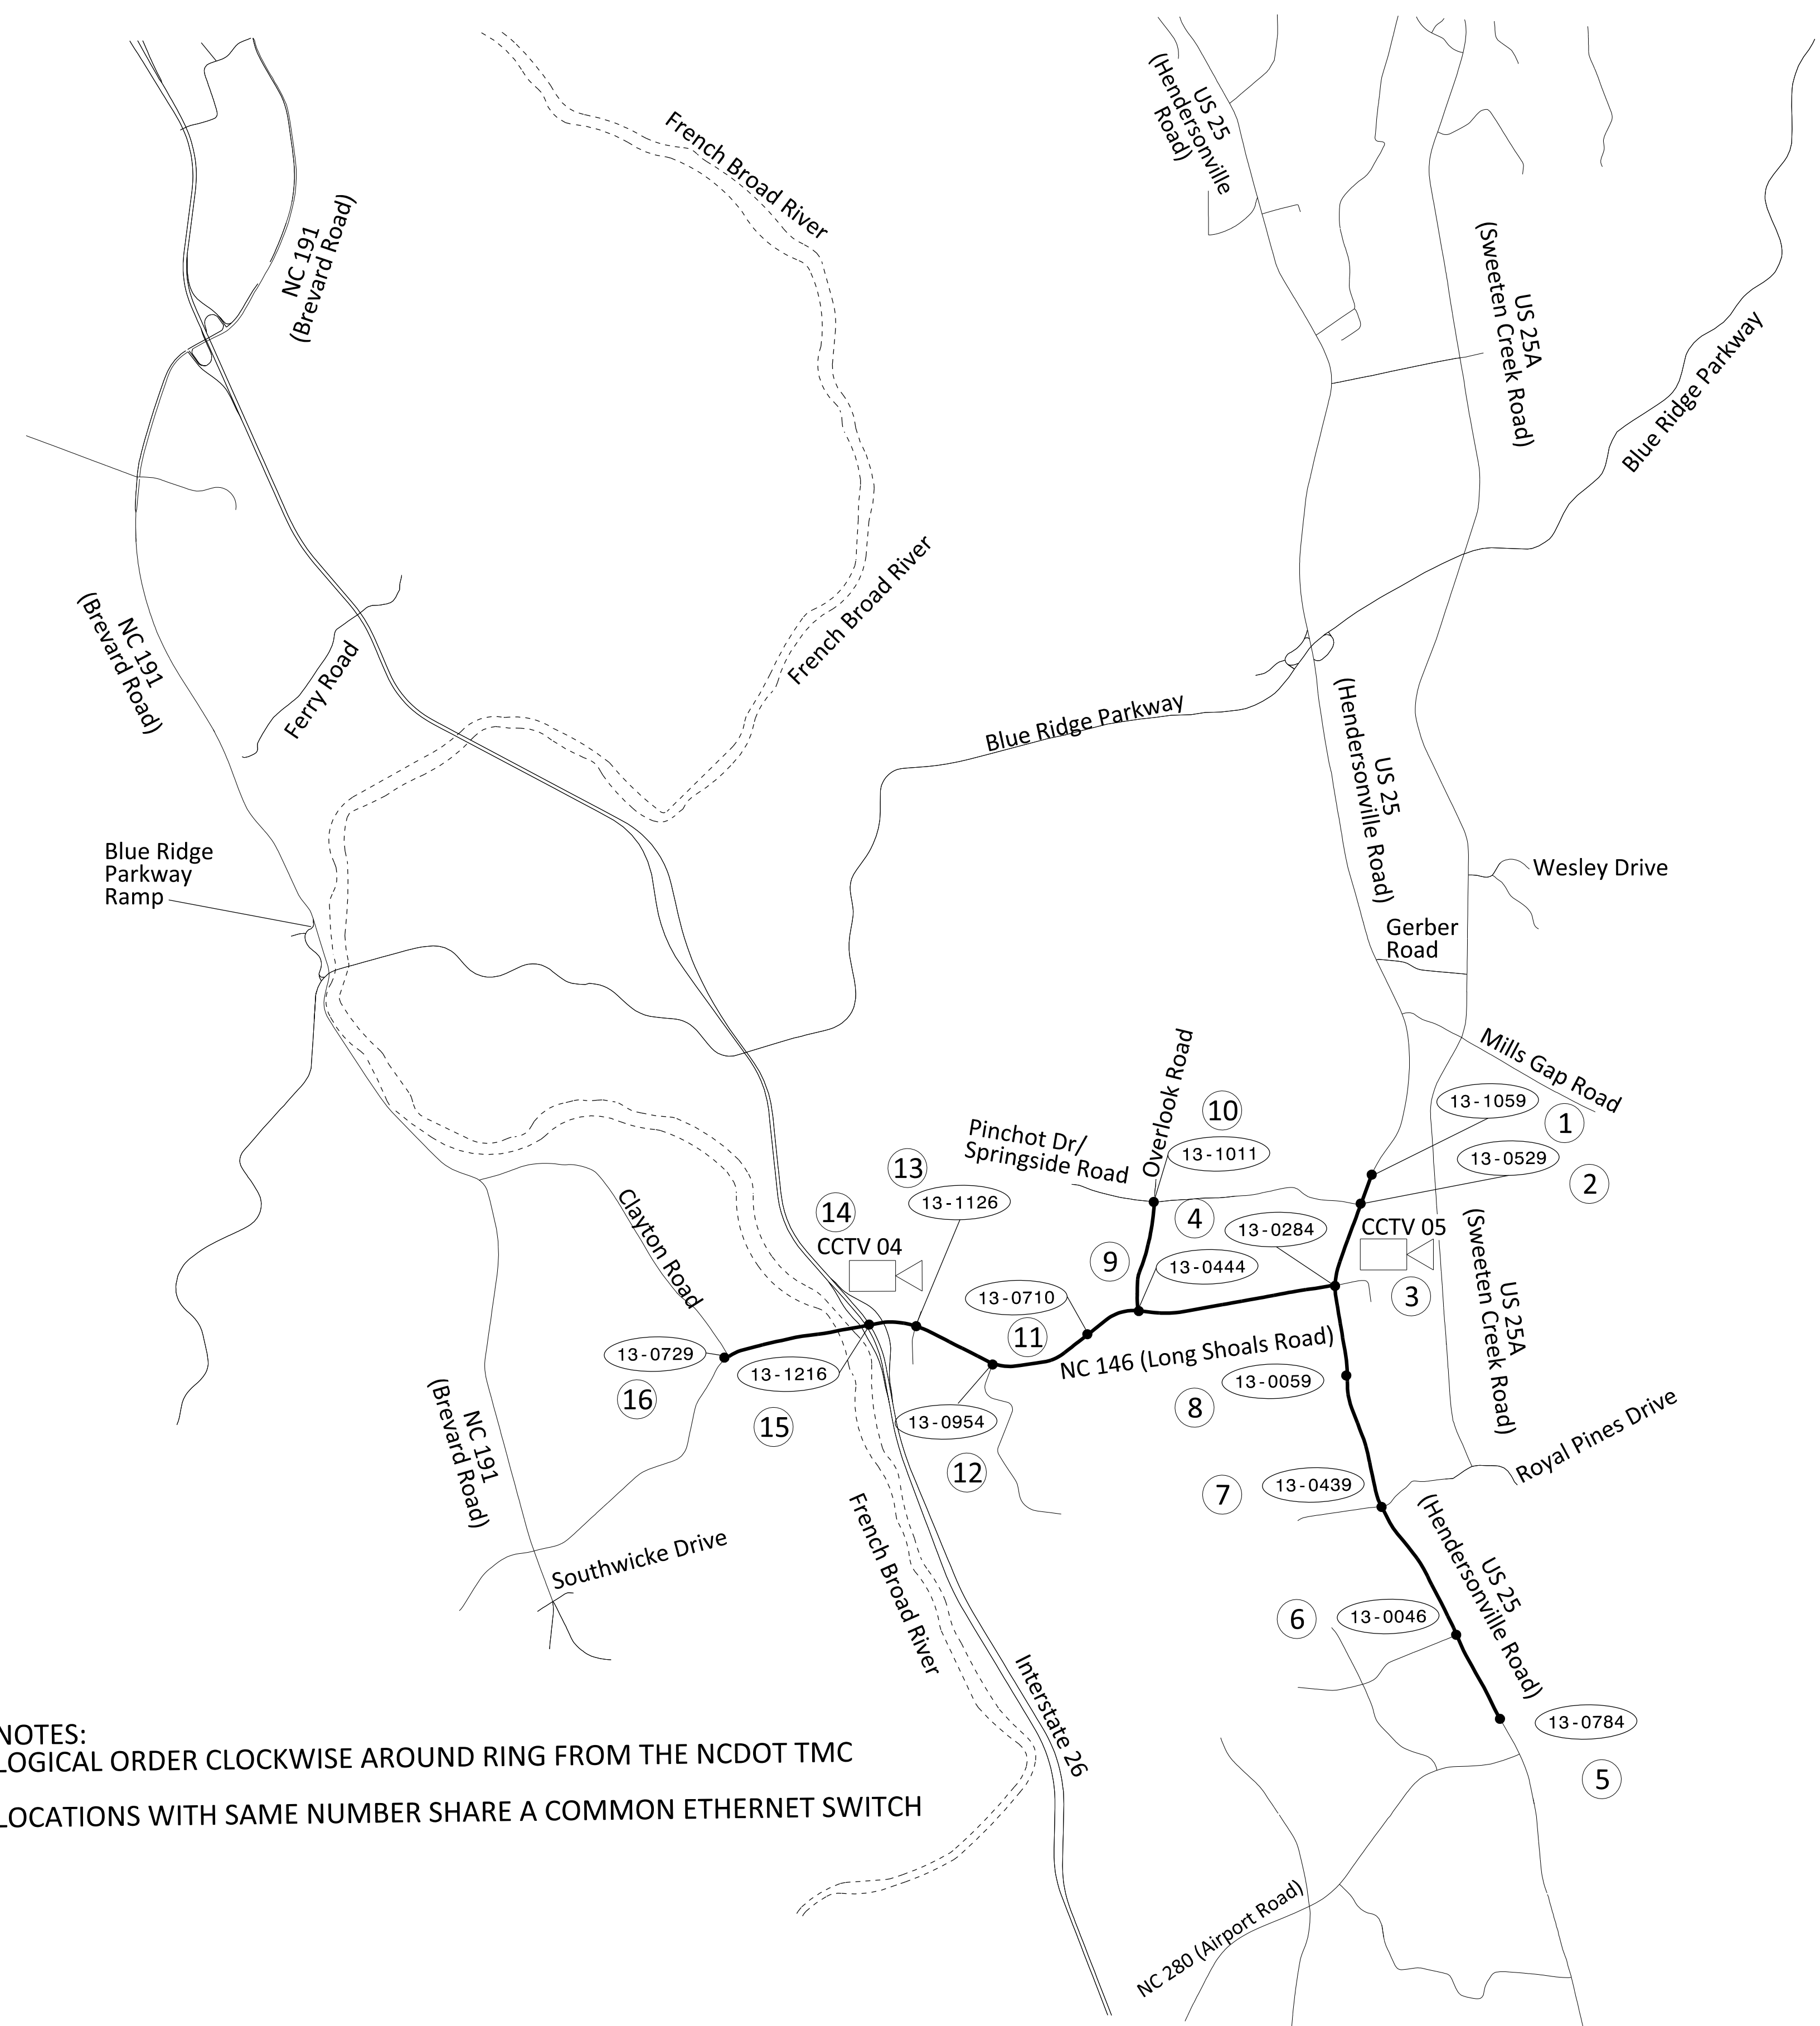 US 25
(Hendersonville
Road)
French Broad River
NC 191
(Brevard Road)
US 25A
(Sweeten Creek Road)
Blue Ridge Parkway
French Broad River
NC 191
(Brevard Road)
Ferry Road
Blue Ridge Parkway
US 25
(Hendersonville Road)
Blue Ridge
Parkway
Ramp
Wesley Drive
Gerber
Road
Mills Gap Road
Overlook Road
13-1059
1
10
Pinchot Dr/
Springside Road
13-1011
13-0529
2
13
13-1126
Clayton Road
14
CCTV 04
4
13-0284
CCTV 05
9
13-0444
3
US 25A
(Sweeten Creek Road)
13-0710
11
NC 146 (Long Shoals Road)
13-0729
16
13-1216
15
13-0954
12
13-0059
8
NC 191
(Brevard Road)
Royal Pines Drive
13-0439
7
French Broad River
Southwicke Drive
US 25
(Hendersonville Road)
6
13-0046
Interstate 26
13-0784
5
NOTES:
LOGICAL ORDER CLOCKWISE AROUND RING FROM THE NCDOT TMC
LOCATIONS WITH SAME NUMBER SHARE A COMMON ETHERNET SWITCH
NC 280 (Airport Road)